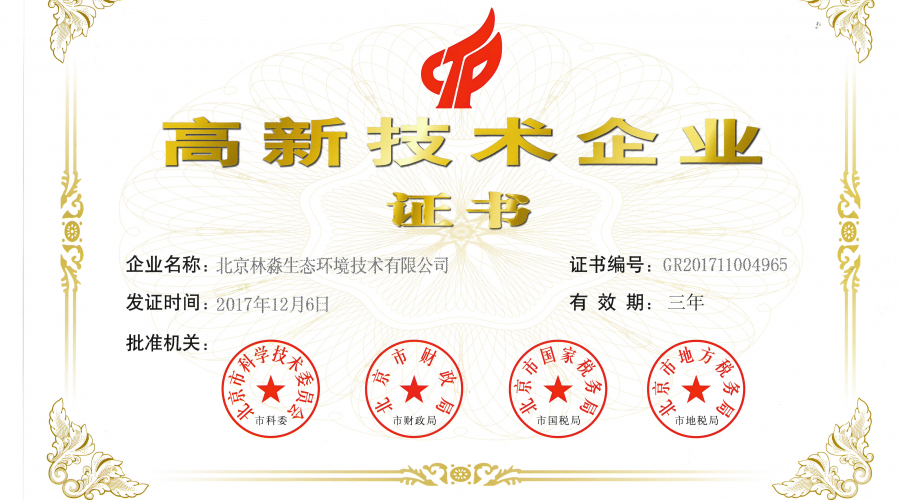 高新技术企业
证书
企业名称：北京林淼生态环境技术有限公司
证书编号：GR201711004965
发证时间：2017年12月6日
有 效 期：三年
批准机关：
北京市科学技术委员会
市科委
北京市财政局
市财政局
北京市国家税务局
市国税局
北京市地方税务局
市地税局